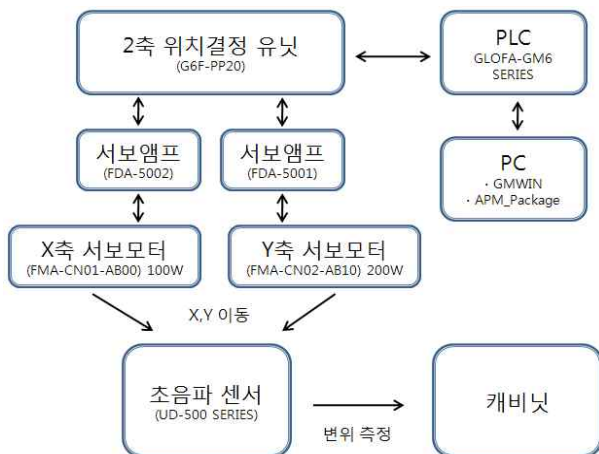 2축 위치결정 유닛
(G6F-PP20)
PLC
GLOFA-GM6
SERIES
서보앰프
(FDA-5002)
서보앰프
(FDA-5001)
PC
· GMWIN
· APM_Package
X축 서보모터
(FMA-CN01-AB00) 100W
Y축 서보모터
(FMA-CN02-AB10) 200W
X,Y 이동
초음파 센서
(UD-500 SERIES)
변위 측정
캐비닛